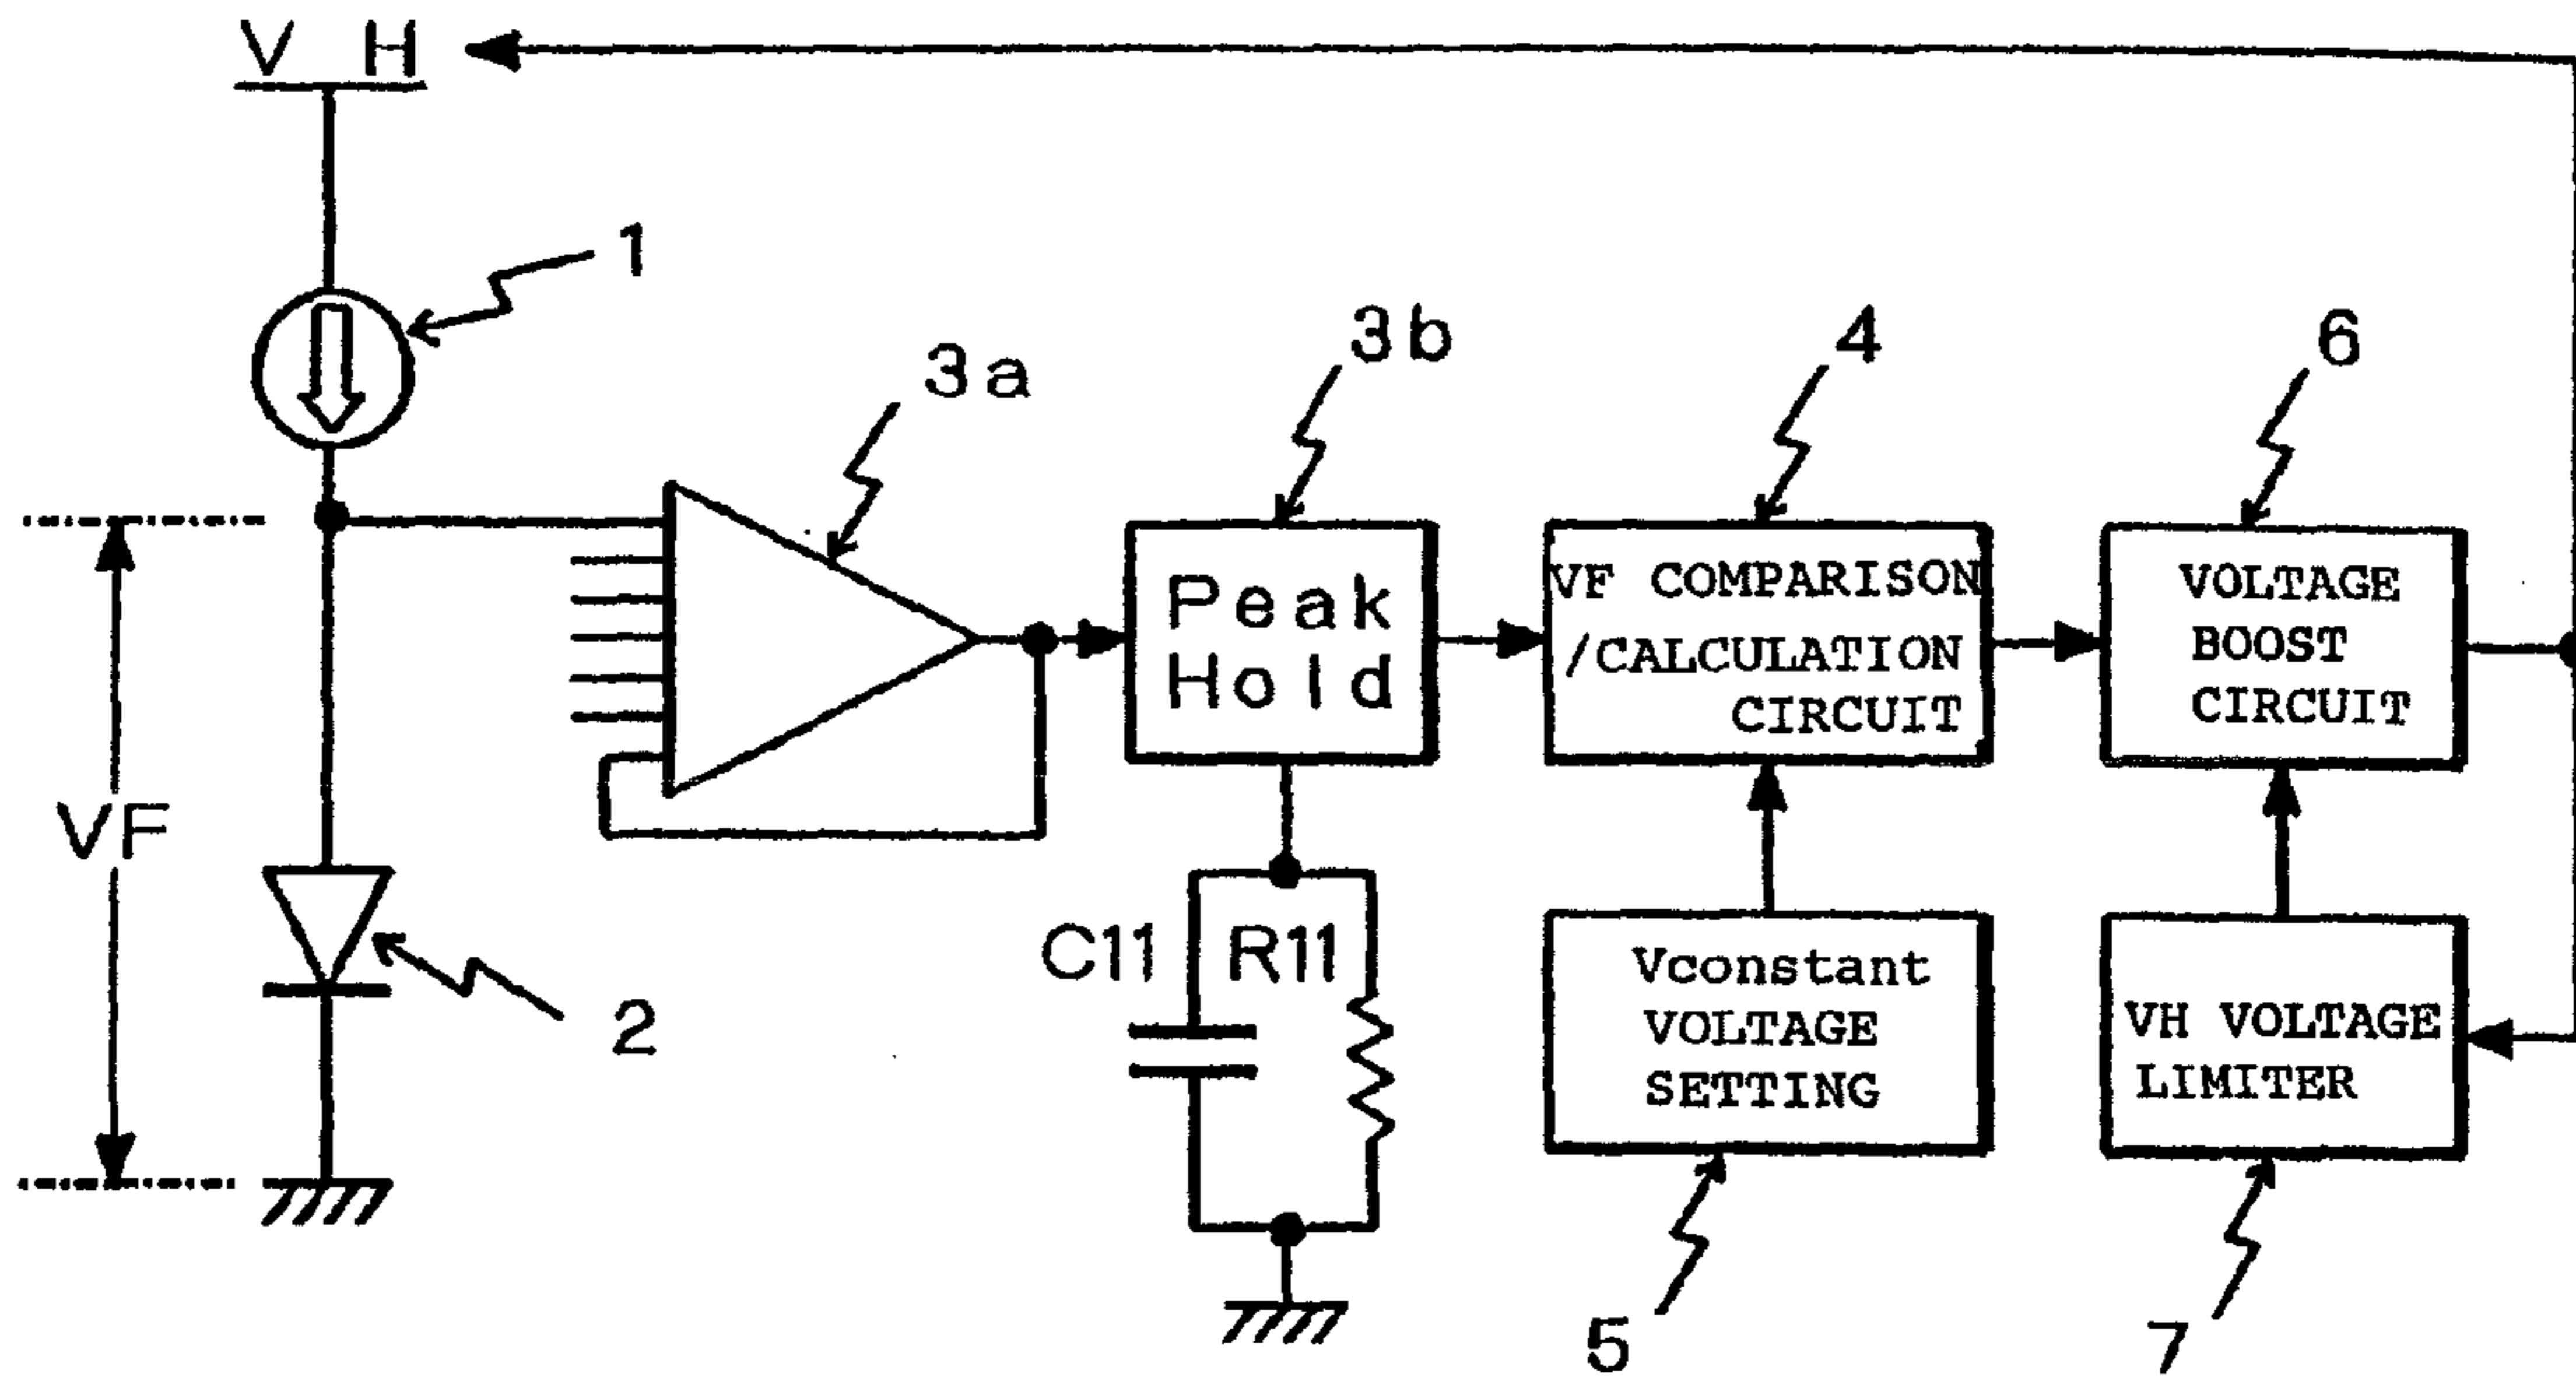 V H
1
3a
3b
4
6
Peak
Hold
VF COMPARISON
/CALCULATION
CIRCUIT
VOLTAGE
BOOST
CIRCUIT
VF
2
C11
R11
Vconstant
VOLTAGE
SETTING
VH VOLTAGE
LIMITER
5
7